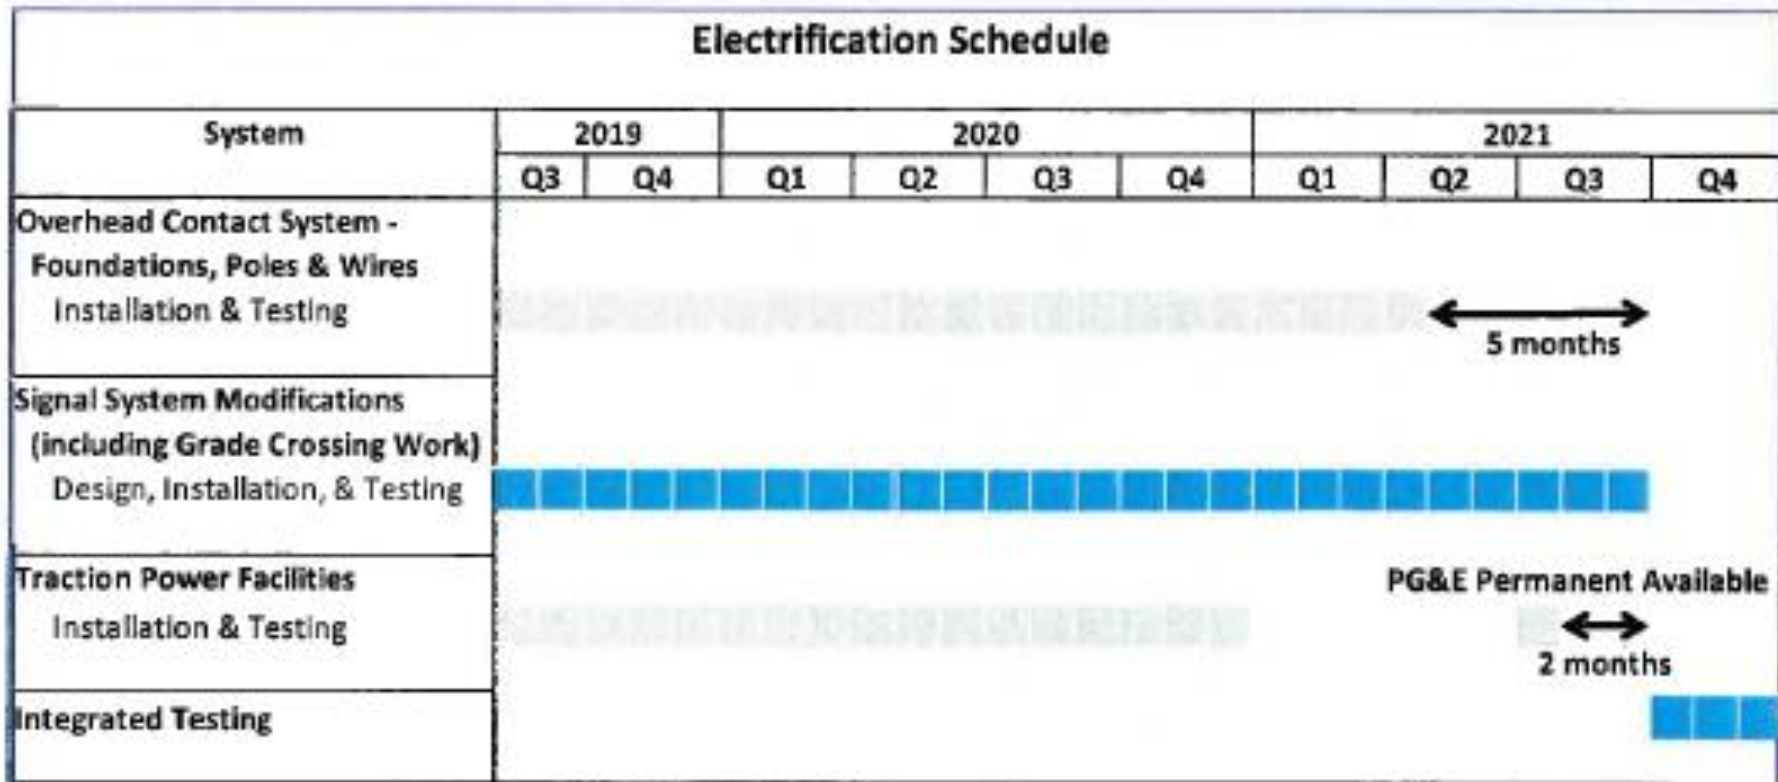 Electrification Schedule
System 2019 2020 2021
Q3 Q4 Q1 Q2 Q3 Q4 Q1 Q2 Q3 Q4
Overhead Contact System -
Foundations, Poles & Wires
Installation & Testing
5 months
Signal System Modifications
(including Grade Crossing Work)
Design, Installation, & Testing
Traction Power Facilities PG&E Permanent Available
Installation & Testing
2 months
Integrated Testing